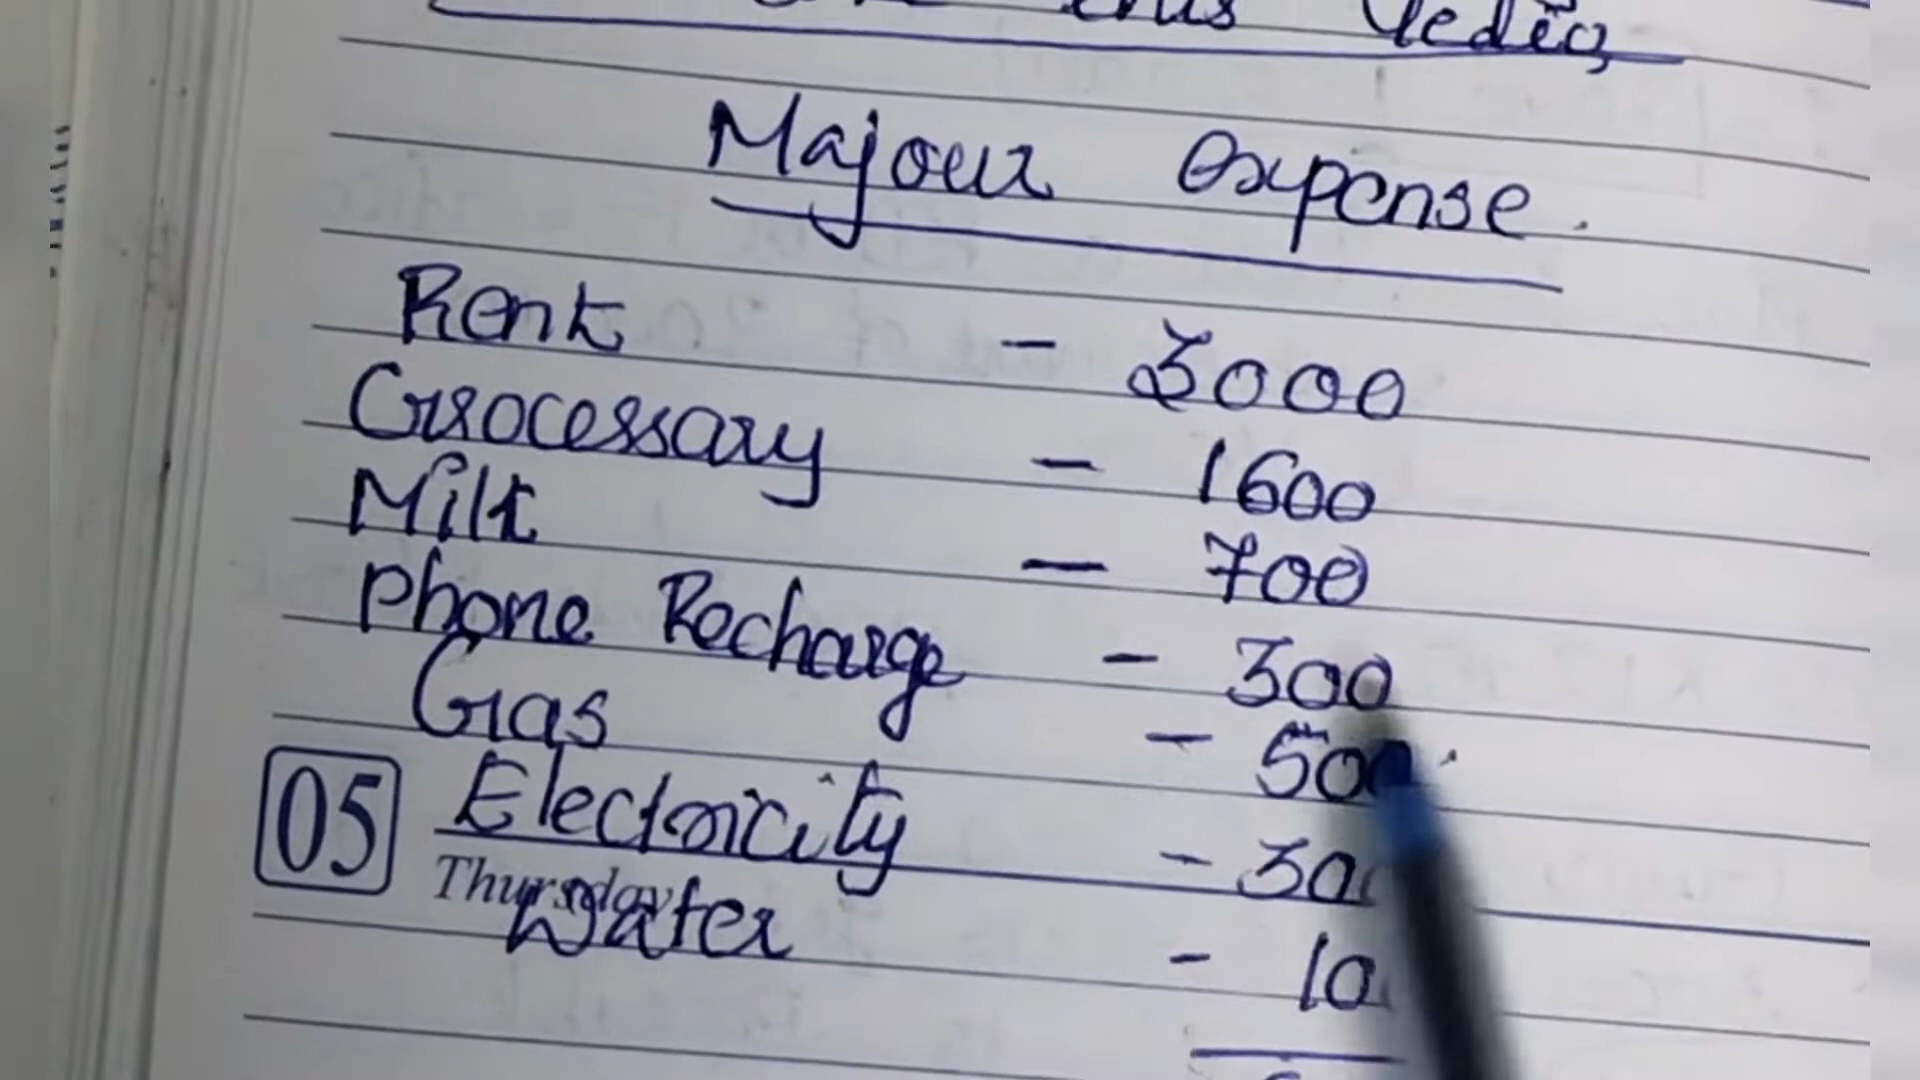 this
Majour expense.
Rent - 3000
Grocessary - 1600
Milk - 700
Phone Recharge - 300
Gas - 500
Electricity - 30
05
Thursday
Water - 10